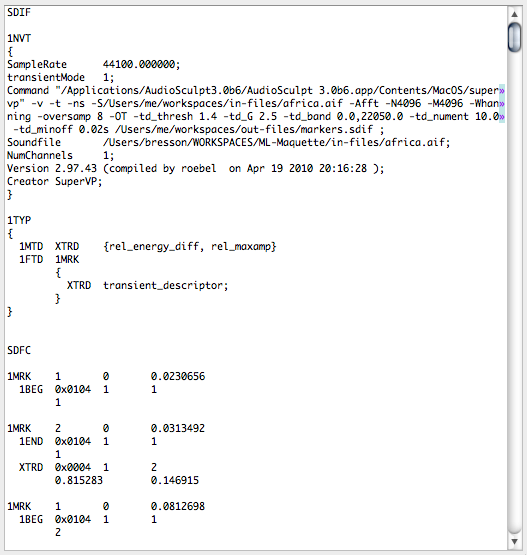 SDIF
1NVT
{
SampleRate 44100.000000;
transientMode 1;
Command "/Applications/AudioSculpt3.0b6/AudioSculpt 3.0b6.app/Contents/MacOS/super»
vp" -v -t -ns -S/Users/me/workspaces/in-files/africa.aif -Afft -N4096 -M4096 -Whan»
ning -oversamp 8 -OT -td_thresh 1.4 -td_G 2.5 -td_band 0.0,22050.0 -td_nument 10.0»
-td_minoff 0.02s /Users/me/workspaces/out-files/markers.sdif ;
Soundfile /Users/bresson/WORKSPACES/ML-Maquette/in-files/africa.aif;
NumChannels 1;
Version 2.97.43 (compiled by roebel on Apr 19 2010 20:16:28 );
Creator SuperVP;
}
1TYP
{
1MTD XTRD {rel_energy_diff, rel_maxamp}
1FTD 1MRK
{
XTRD transient_descriptor;
}
}
SDFC
1MRK 1 0 0.0230656
1BEG 0x0104 1 1
1
1MRK 2 0 0.0313492
1END 0x0104 1 1
1
XTRD 0x0004 1 2
0.815283 0.146915
1MRK 1 0 0.0812698
1BEG 0x0104 1 1
2